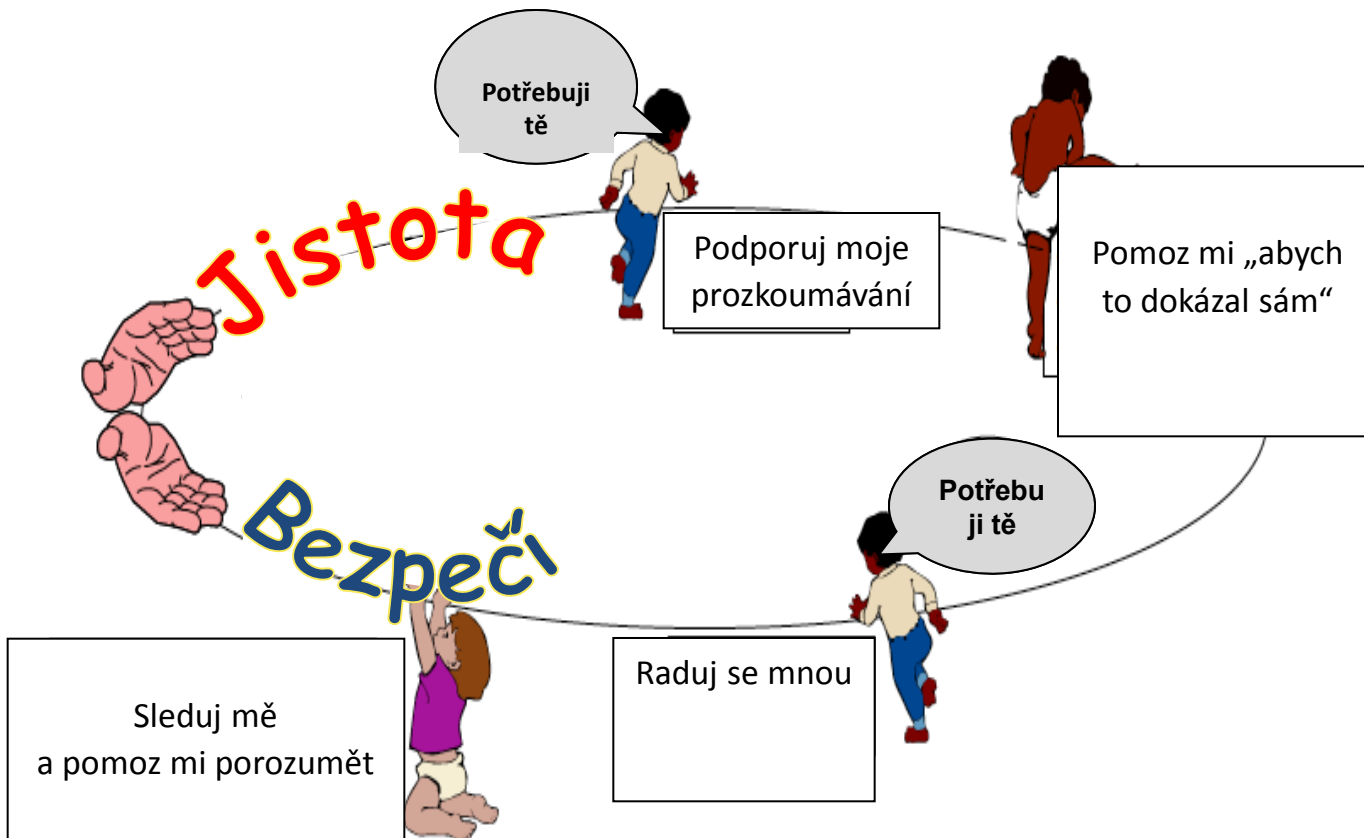 Potřebuji
tě
Jistota
Podporuj moje
prozkoumávání
Pomoz mi „abych
to dokázal sám“
Bezpečí
Potřebu
ji tě
Raduj se mnou
Sleduj mě
a pomoz mi porozumět